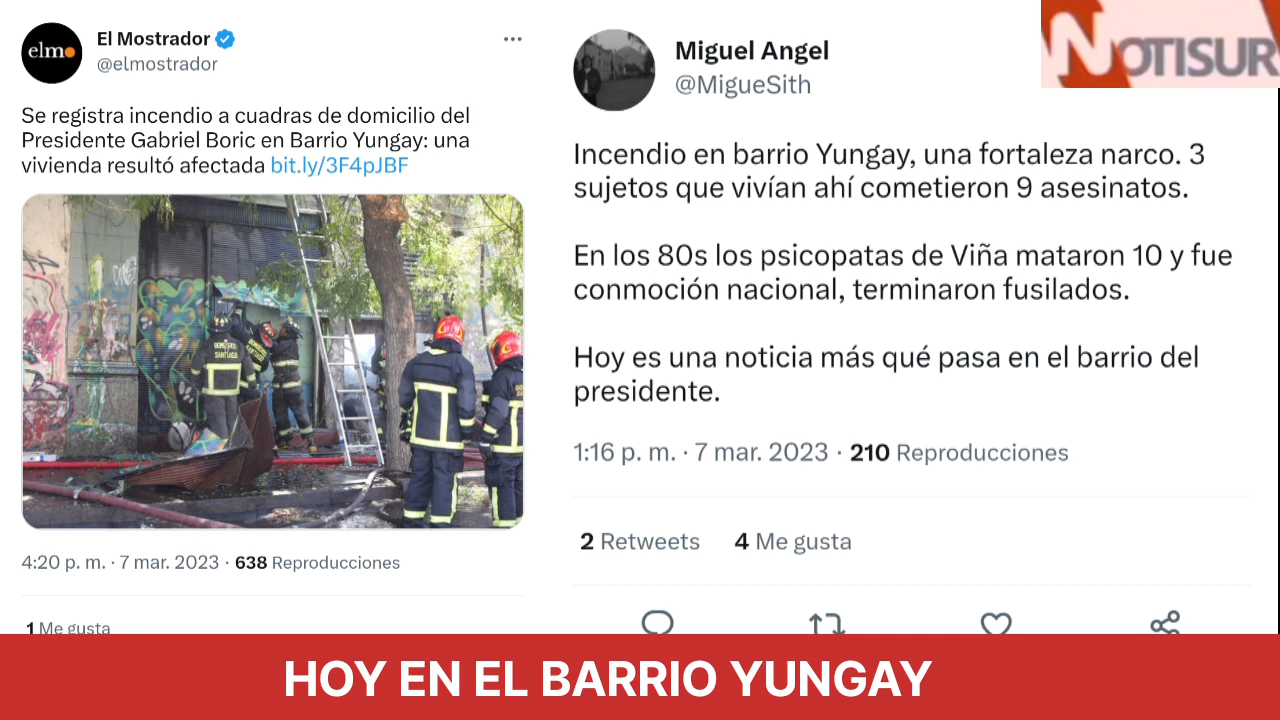 elmo
El Mostrador
@elmostrador
Se registra incendio a cuadras de domicilio del
Presidente Gabriel Boric en Barrio Yungay: una
vivienda resultó afectada bit.ly/3F4pJBF
BOMBEROS
SANTIAGO
BOMBEROS
4:20 p. m. · 7 mar. 2023 · 638 Reproducciones
1 Me gusta
Miguel Angel
@MigueSith
Incendio en barrio Yungay, una fortaleza narco. 3
sujetos que vivían ahí cometieron 9 asesinatos.
En los 80s los psicopatas de Viña mataron 10 y fue
conmoción nacional, terminaron fusilados.
Hoy es una noticia más qué pasa en el barrio del
presidente.
1:16 p. m. · 7 mar. 2023 · 210 Reproducciones
2 Retweets 4 Me gusta
NOTISUR
HOY EN EL BARRIO YUNGAY